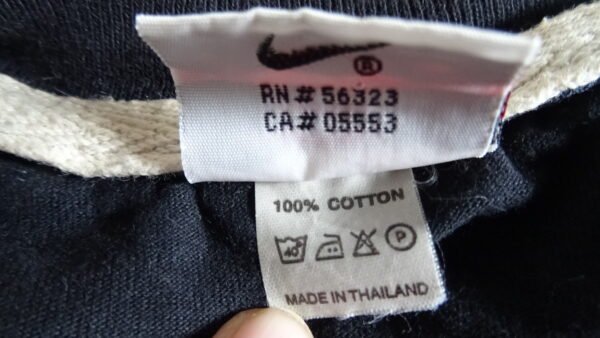 ®
RN# 56323
CA# 05553
100% COTTON
40° P
MADE IN THAILAND